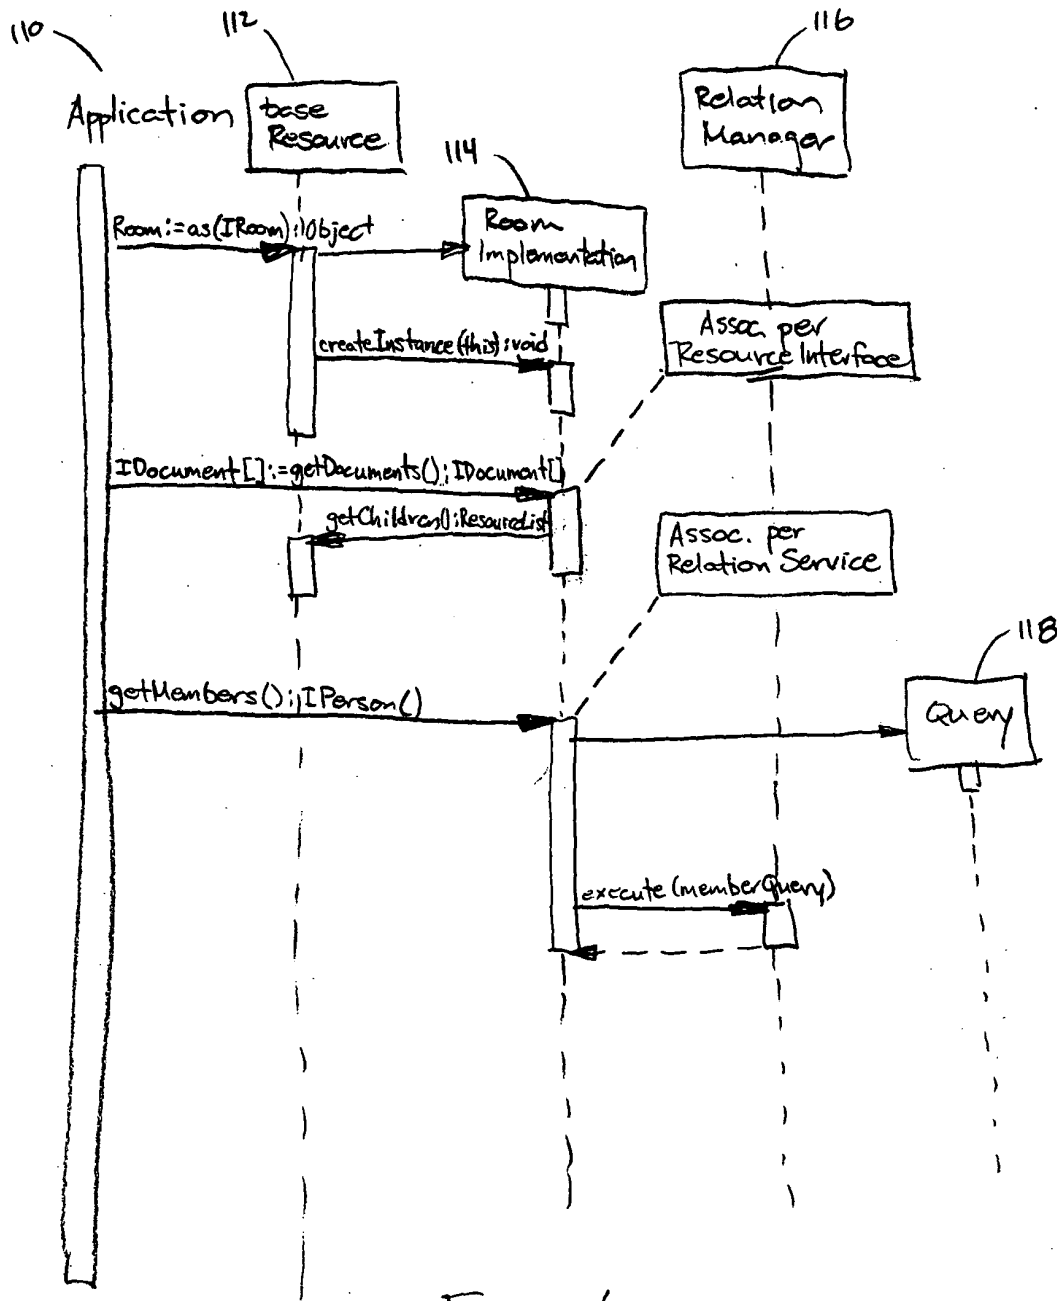 110
112
116
Application
base
Resource
Relation
Manager
114
Room:=as(IRoom):Object
Room
Implementation
createInstance(this):void
Assoc. per
Resource Interface
IDocument[]:=getDocuments();IDocument[]
getChildren():ResourceList
Assoc. per
Relation Service
118
getMembers();IPerson()
Query
execute(memberQuery)